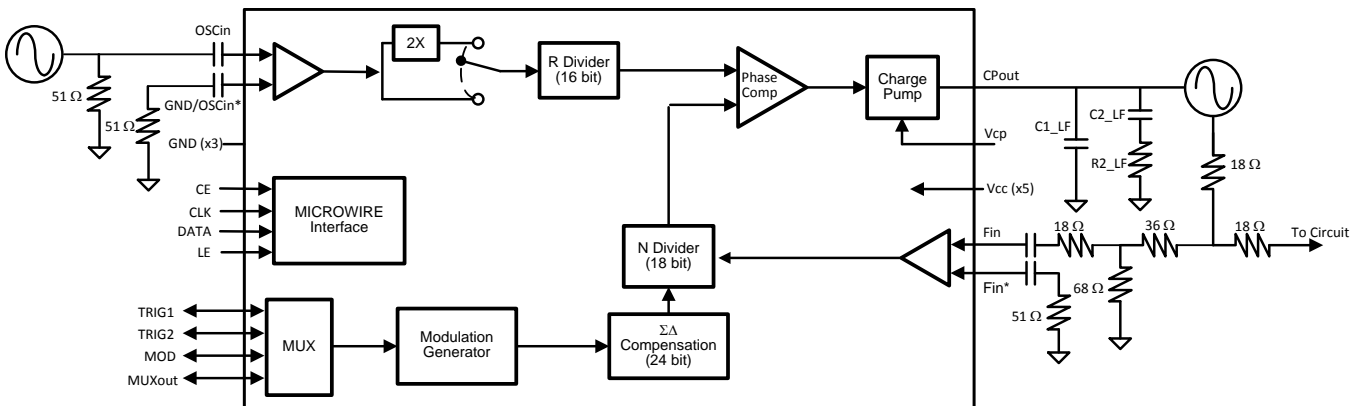 OSCin
51 Ω
GND/OSCin*
51 Ω
GND (x3)
2X
R Divider
(16 bit)
Phase
Comp
Charge
Pump
CPout
Vcp
C1_LF
C2_LF
R2_LF
18 Ω
Vcc (x5)
CE
CLK
DATA
LE
MICROWIRE
Interface
N Divider
(18 bit)
Fin
18 Ω
36 Ω
18 Ω
To Circuit
Fin*
51 Ω
68 Ω
TRIG1
TRIG2
MOD
MUXout
MUX
Modulation
Generator
ΣΔ
Compensation
(24 bit)